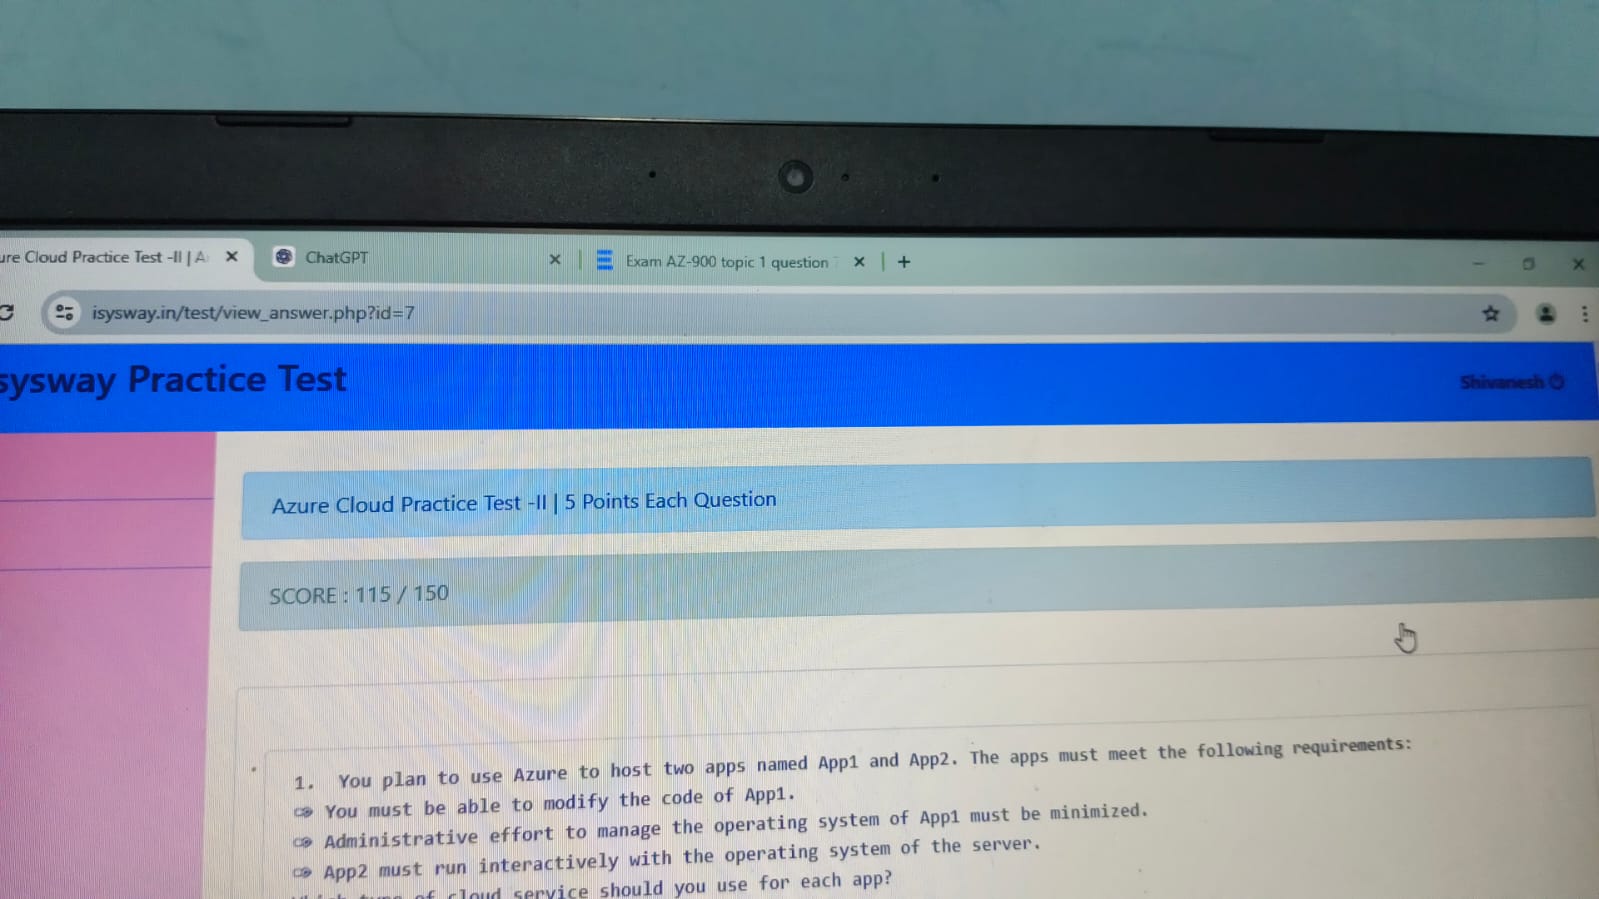 ure Cloud Practice Test -II | A
ChatGPT
Exam AZ-900 topic 1 question
isysway.in/test/view_answer.php?id=7
sysway Practice Test
Shivanesh
Azure Cloud Practice Test -II | 5 Points Each Question
SCORE : 115 / 150
1. You plan to use Azure to host two apps named App1 and App2. The apps must meet the following requirements:
You must be able to modify the code of App1.
Administrative effort to manage the operating system of App1 must be minimized.
App2 must run interactively with the operating system of the server.
of cloud service should you use for each app?